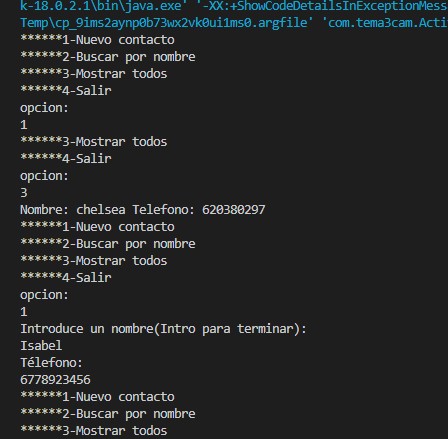 k-18.0.2.1\bin\java.exe' '-XX:+ShowCodeDetailsInExceptionMess
Temp\cp_9ims2aynp0b73wx2vk0ui1ms0.argfile' 'com.tema3cam.Acti
******1-Nuevo contacto
******2-Buscar por nombre
******3-Mostrar todos
******4-Salir
opcion:
1
******3-Mostrar todos
******4-Salir
opcion:
3
Nombre: chelsea Telefono: 620380297
******1-Nuevo contacto
******2-Buscar por nombre
******3-Mostrar todos
******4-Salir
opcion:
1
Introduce un nombre(Intro para terminar):
Isabel
Télefono:
6778923456
******1-Nuevo contacto
******2-Buscar por nombre
******3-Mostrar todos